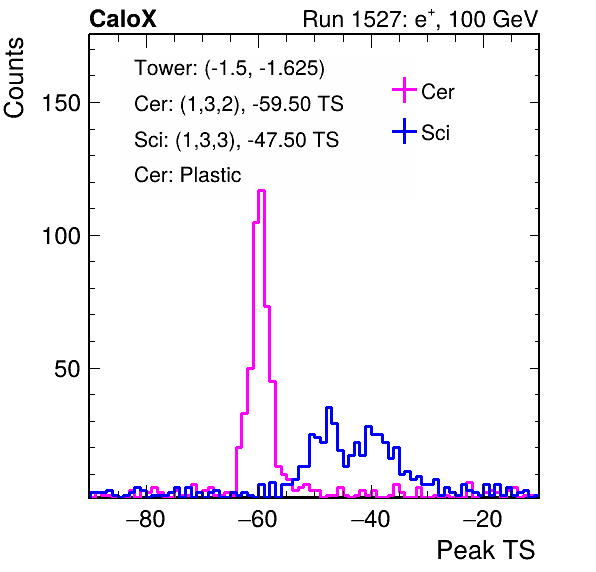 CaloX Run 1527: e⁺, 100 GeV
Counts
Tower: (-1.5, -1.625)
Cer: (1,3,2), -59.50 TS
Sci: (1,3,3), -47.50 TS
Cer: Plastic
Cer
Sci
150
100
50
−80 −60 −40 −20
Peak TS